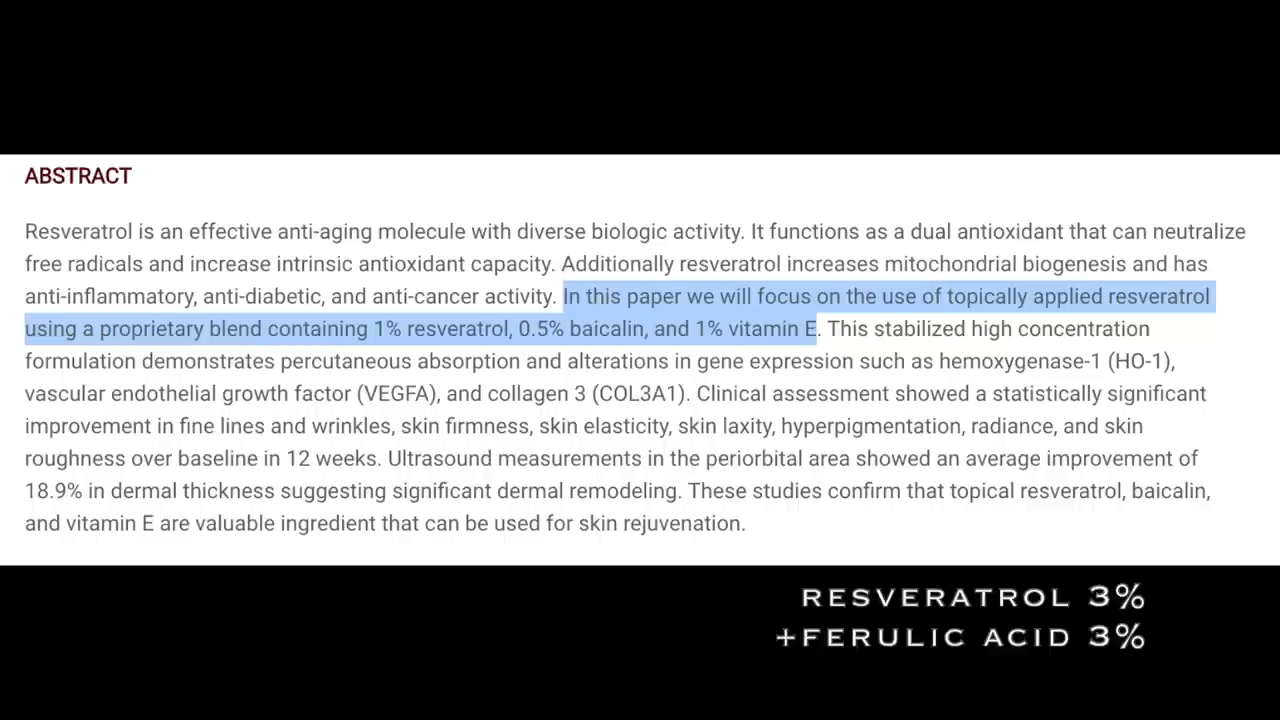 ABSTRACT
Resveratrol is an effective anti-aging molecule with diverse biologic activity. It functions as a dual antioxidant that can neutralize
free radicals and increase intrinsic antioxidant capacity. Additionally resveratrol increases mitochondrial biogenesis and has
anti-inflammatory, anti-diabetic, and anti-cancer activity. In this paper we will focus on the use of topically applied resveratrol
using a proprietary blend containing 1% resveratrol, 0.5% baicalin, and 1% vitamin E. This stabilized high concentration
formulation demonstrates percutaneous absorption and alterations in gene expression such as hemoxygenase-1 (HO-1),
vascular endothelial growth factor (VEGFA), and collagen 3 (COL3A1). Clinical assessment showed a statistically significant
improvement in fine lines and wrinkles, skin firmness, skin elasticity, skin laxity, hyperpigmentation, radiance, and skin
roughness over baseline in 12 weeks. Ultrasound measurements in the periorbital area showed an average improvement of
18.9% in dermal thickness suggesting significant dermal remodeling. These studies confirm that topical resveratrol, baicalin,
and vitamin E are valuable ingredient that can be used for skin rejuvenation.
RESVERATROL 3%
+FERULIC ACID 3%